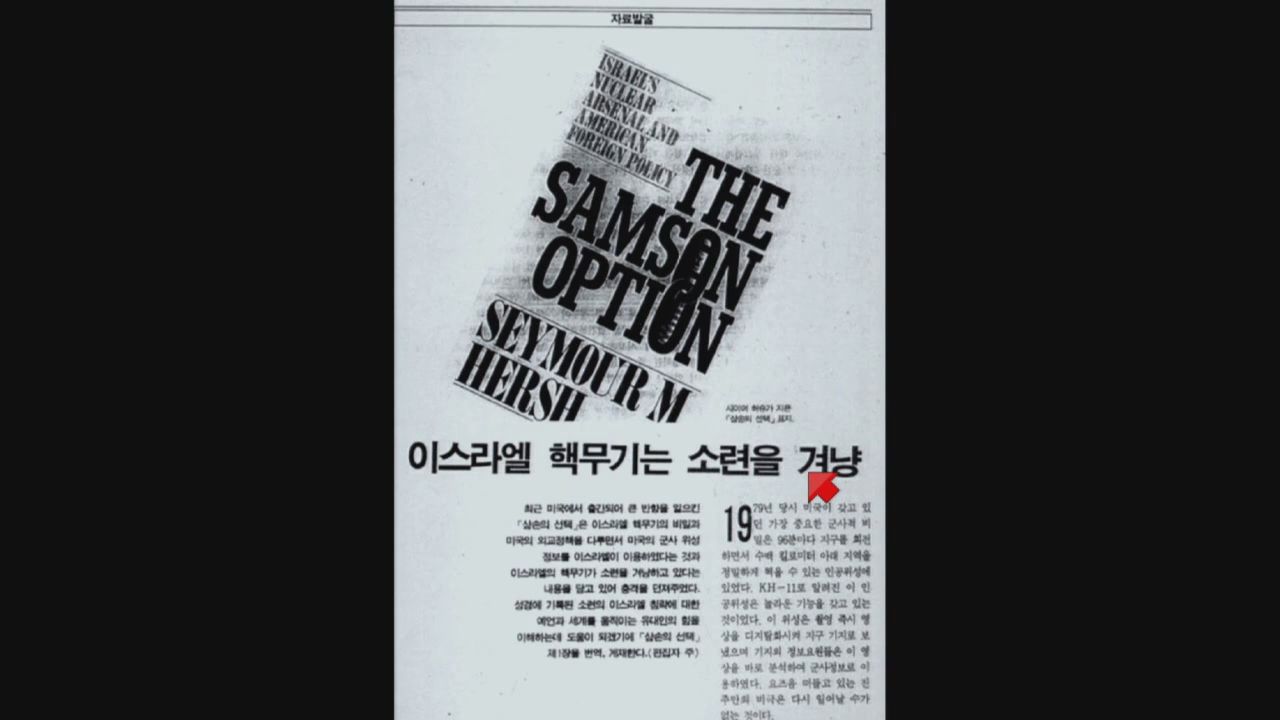 자료발굴
ISRAEL'S
NUCLEAR
ARSENAL AND
AMERICAN
FOREIGN POLICY
THE
SAMSON
OPTION
SEYMOUR M
HERSH
시모어 허쉬가 지은
「삼손의 선택」 표지.
이스라엘 핵무기는 소련을 겨냥
최근 미국에서 출간되어 큰 반향을 일으킨
「삼손의 선택」은 이스라엘 핵무기의 비밀과
미국의 외교정책을 다루면서 미국의 군사 위성
정보를 이스라엘이 이용하였다는 것과
이스라엘의 핵무기가 소련을 겨냥하고 있다는
내용을 담고 있어 충격을 던져주었다.
성경에 기록된 소련의 이스라엘 침략에 대한
예언과 세계를 움직이는 유대인의 힘을
이해하는데 도움이 되겠기에 「삼손의 선택」
제1장을 번역, 게재한다.(편집자 주)
1979년 당시 미국이 갖고 있
던 가장 중요한 군사적 비
밀은 96분마다 지구를 회전
하면서 수백 킬로미터 아래 지역을
정밀하게 찍을 수 있는 인공위성에
있었다. KH-11로 알려진 이 인
공위성은 놀라운 기능을 갖고 있는
것이었다. 이 위성은 촬영 즉시 영
상을 디지탈화시켜 지구 기지로 보
냈으며 기지의 정보요원들은 이 영
상을 바로 분석하여 군사정보로 이
용하였다. 요즈음 떠들고 있는 진
주만의 비극은 다시 일어날 수가
없는 것이다.